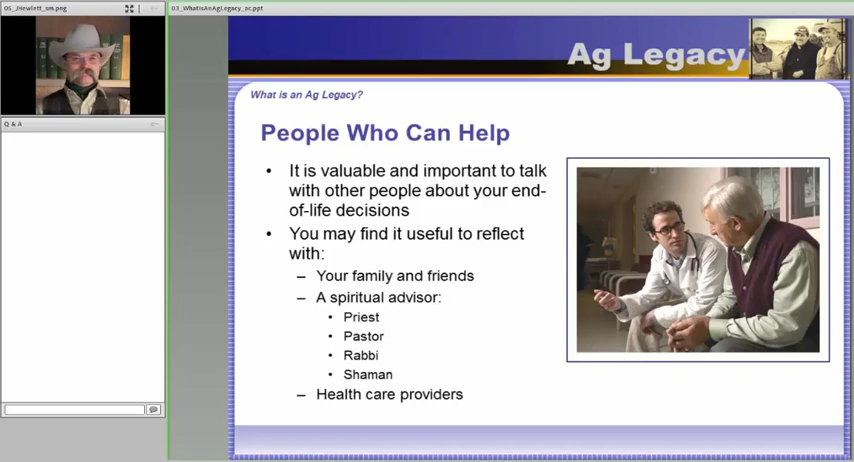 05_JHewlett_sm.png
03_WhatIsAnAgLegacy_oc.ppt
Q & A
Ag Legacy
What is an Ag Legacy?
People Who Can Help
• It is valuable and important to talk
with other people about your end-
of-life decisions
• You may find it useful to reflect
with:
– Your family and friends
– A spiritual advisor:
• Priest
• Pastor
• Rabbi
• Shaman
– Health care providers